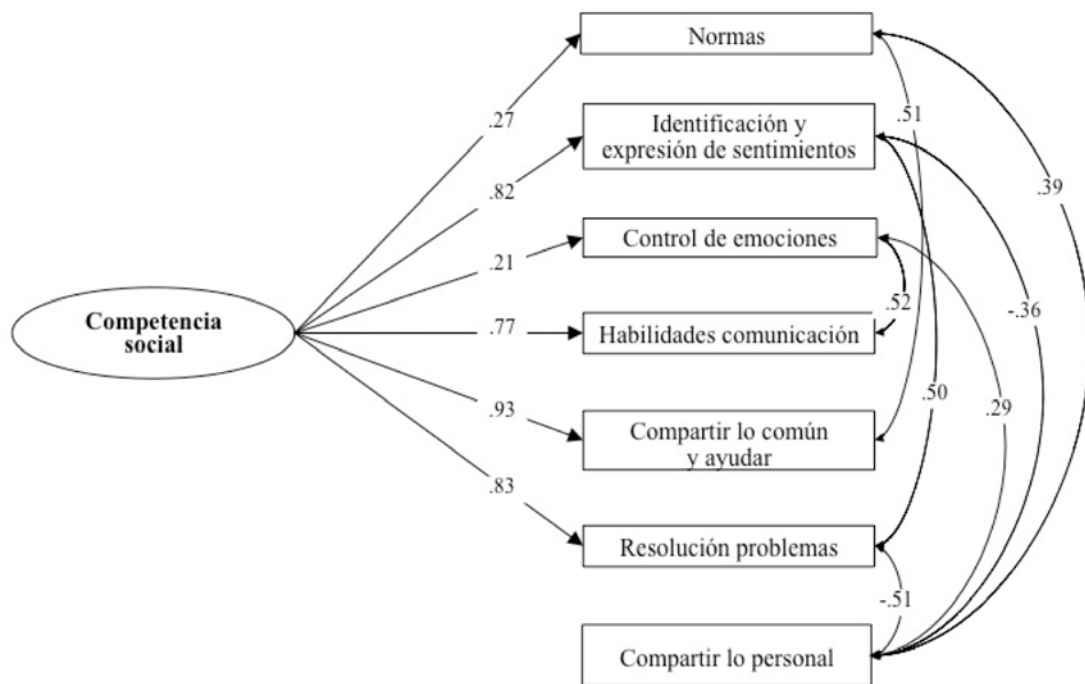 Normas
.27
.51
Identificación y
expresión de sentimientos
.82
.39
Control de emociones
.21
Competencia
social
.77
Habilidades comunicación
.52
-.36
.93
Compartir lo común
y ayudar
.50
.29
.83
Resolución problemas
-.51
Compartir lo personal